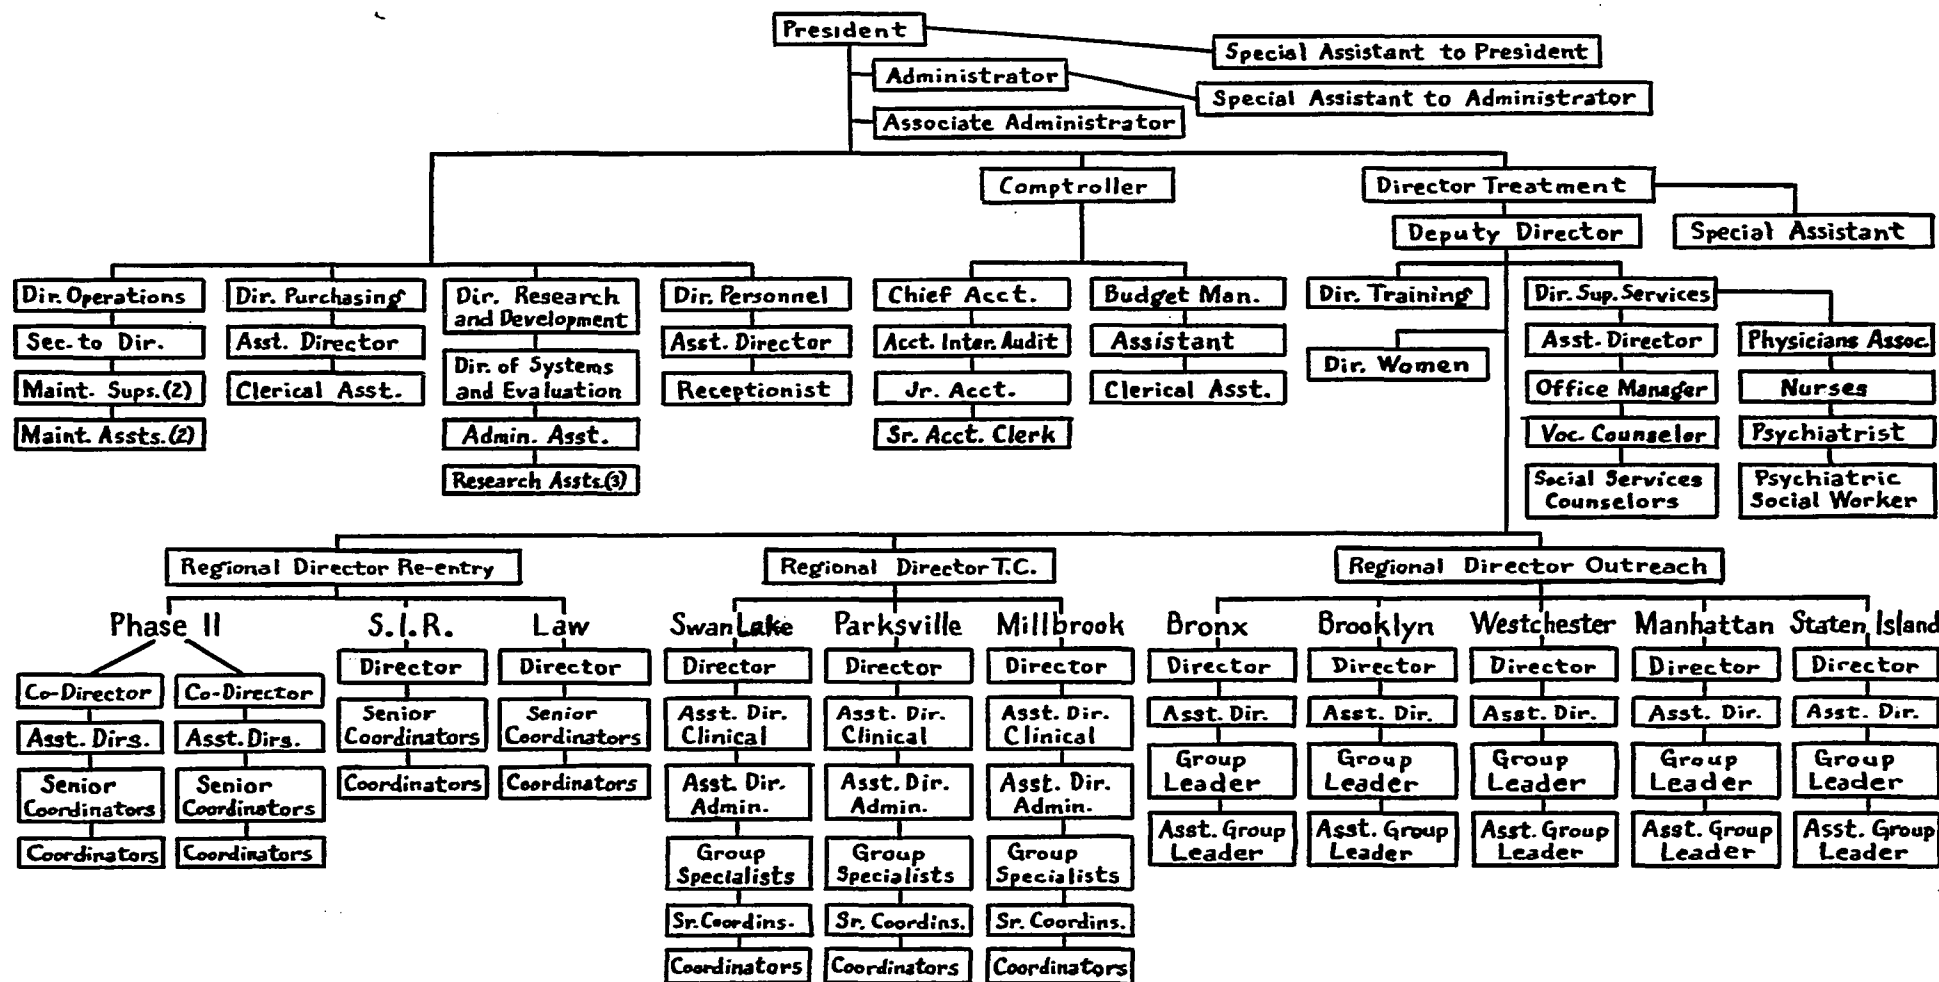 President
Special Assistant to President
Administrator
Special Assistant to Administrator
Associate Administrator
Comptroller
Director Treatment
Deputy Director
Special Assistant
Dir. Operations
Sec. to Dir.
Maint. Sups. (2)
Maint. Assts. (2)
Dir. Purchasing
Asst. Director
Clerical Asst.
Dir. Research
and Development
Dir. of Systems
and Evaluation
Admin. Asst.
Research Assts. (3)
Dir. Personnel
Asst. Director
Receptionist
Chief Acct.
Acct. Inter. Audit
Jr. Acct.
Sr. Acct. Clerk
Budget Man.
Assistant
Clerical Asst.
Dir. Training
Dir. Women
Dir. Sup. Services
Asst. Director
Office Manager
Voc. Counselor
Social Services
Counselors
Physicians Assoc.
Nurses
Psychiatrist
Psychiatric
Social Worker
Regional Director Re-entry
Phase II
Co-Director
Asst. Dirs.
Senior
Coordinators
Coordinators
Co-Director
Asst. Dirs.
Senior
Coordinators
Coordinators
S.I.R.
Director
Senior
Coordinators
Coordinators
Law
Director
Senior
Coordinators
Coordinators
Regional Director T.C.
Swan Lake
Director
Asst. Dir.
Clinical
Asst. Dir.
Admin.
Group
Specialists
Sr. Coordins.
Coordinators
Parksville
Director
Asst. Dir.
Clinical
Asst. Dir.
Admin.
Group
Specialists
Sr. Coordins.
Coordinators
Millbrook
Director
Asst. Dir.
Clinical
Asst. Dir.
Admin.
Group
Specialists
Sr. Coordins.
Coordinators
Regional Director Outreach
Bronx
Director
Asst. Dir.
Group
Leader
Asst. Group
Leader
Brooklyn
Director
Asst. Dir.
Group
Leader
Asst. Group
Leader
Westchester
Director
Asst. Dir.
Group
Leader
Asst. Group
Leader
Manhattan
Director
Asst. Dir.
Group
Leader
Asst. Group
Leader
Staten Island
Director
Asst. Dir.
Group
Leader
Asst. Group
Leader